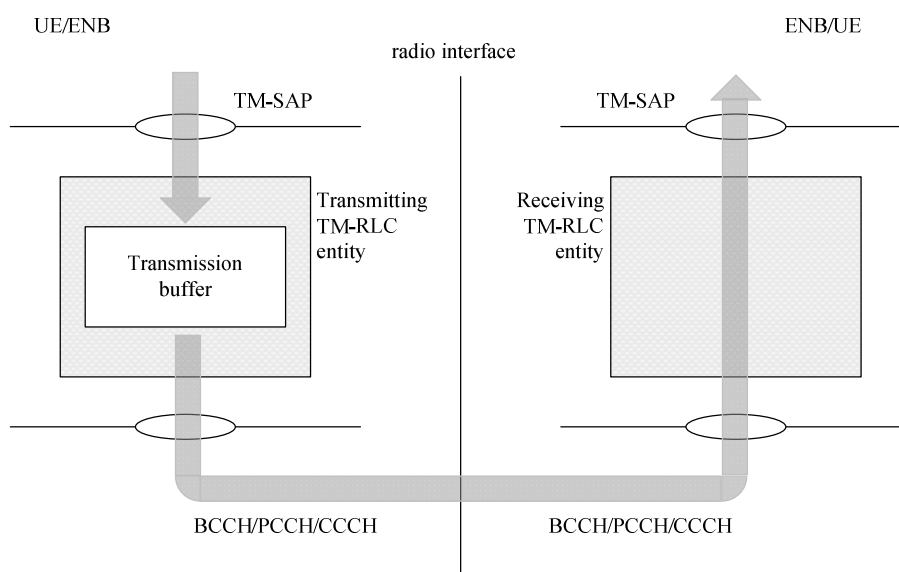 UE/ENB
ENB/UE
radio interface
TM-SAP
TM-SAP
Transmitting
TM-RLC
entity
Receiving
TM-RLC
entity
Transmission
buffer
BCCH/PCCH/CCCH
BCCH/PCCH/CCCH